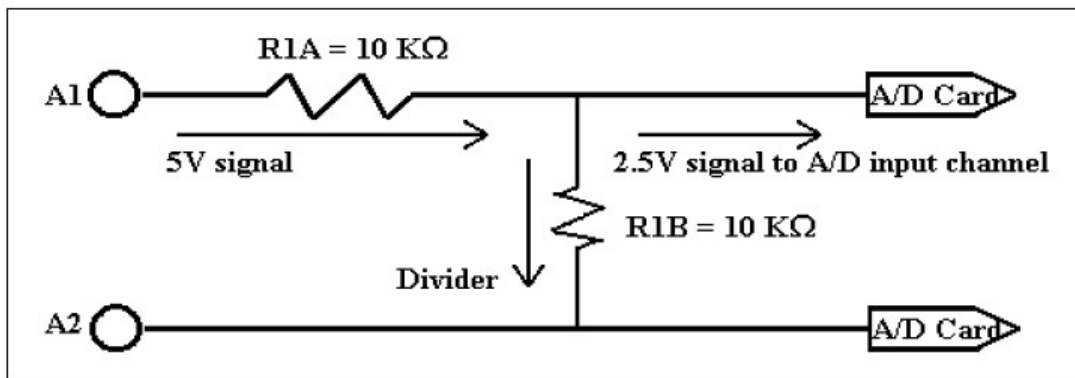 R1A = 10 KΩ
A1
A/D Card
5V signal
2.5V signal to A/D input channel
R1B = 10 KΩ
Divider
A2
A/D Card